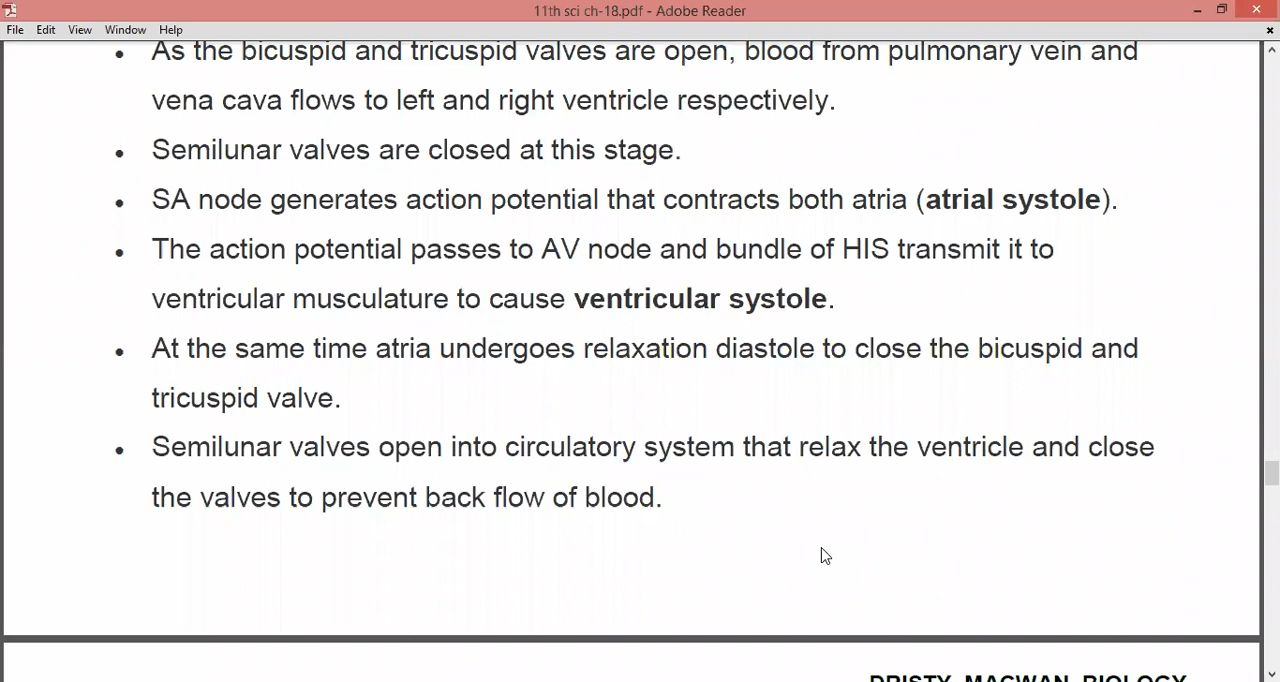 11th sci ch-18.pdf - Adobe Reader
File Edit View Window Help
• As the bicuspid and tricuspid valves are open, blood from pulmonary vein and
vena cava flows to left and right ventricle respectively.
• Semilunar valves are closed at this stage.
• SA node generates action potential that contracts both atria (atrial systole).
• The action potential passes to AV node and bundle of HIS transmit it to
ventricular musculature to cause ventricular systole.
• At the same time atria undergoes relaxation diastole to close the bicuspid and
tricuspid valve.
• Semilunar valves open into circulatory system that relax the ventricle and close
the valves to prevent back flow of blood.
DRISTY MACWAN BIOLOGY